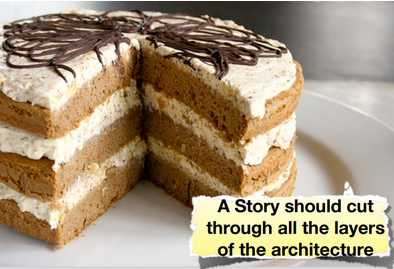 A Story should cut
through all the layers
of the architecture